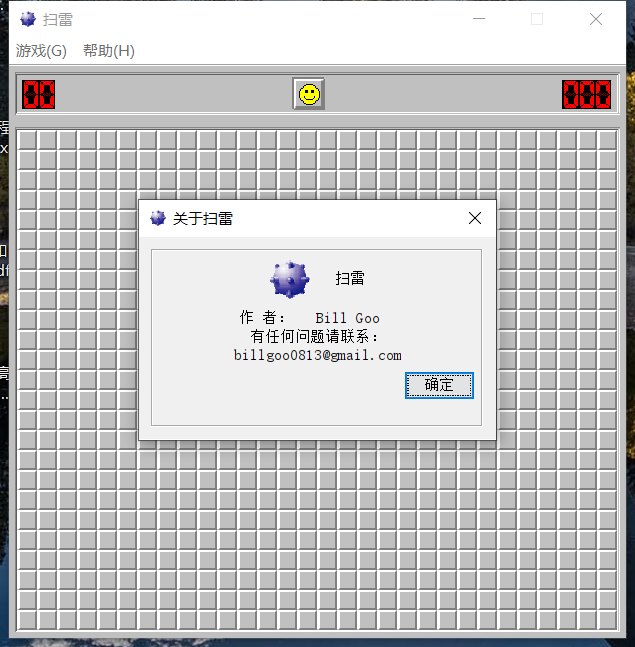 扫雷
游戏(G) 帮助(H)
关于扫雷
扫雷
作 者： Bill Goo
有任何问题请联系：
billgoo0813@gmail.com
确定